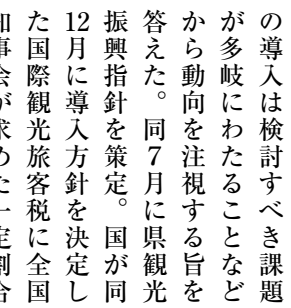 の導入は検討すべき課題
が多岐にわたることなど
から動向を注視する旨を
答えた。同７月に県観光
振興指針を策定。国が同
12月に導入方針を決定し
た国際観光旅客税に全国
知事会が求めた一定割合